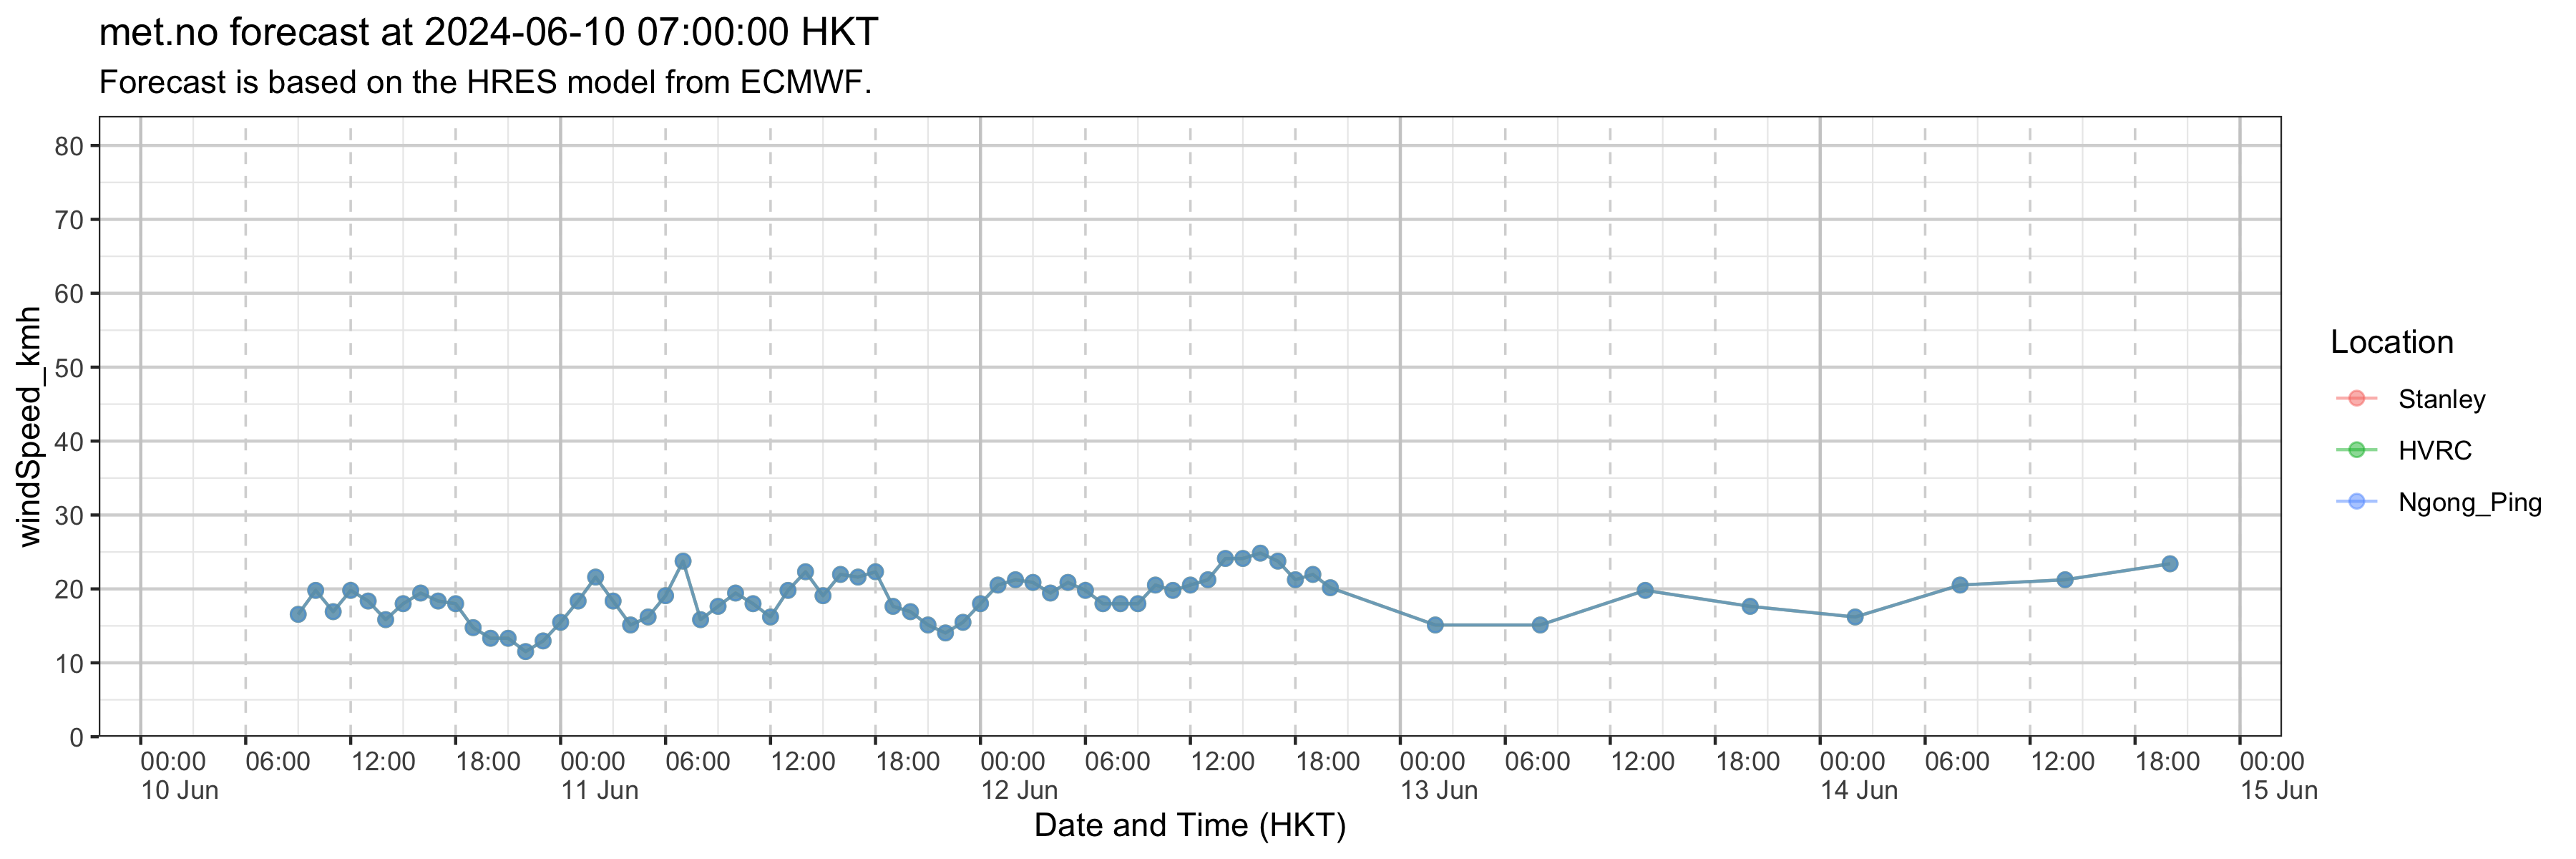 met.no forecast at 2024-06-10 07:00:00 HKT
Forecast is based on the HRES model from ECMWF.
windSpeed_kmh
80
70
60
50
40
30
20
10
0
00:00 06:00 12:00 18:00 00:00 06:00 12:00 18:00 00:00 06:00 12:00 18:00 00:00 06:00 12:00 18:00 00:00 06:00 12:00 18:00 00:00
10 Jun 11 Jun 12 Jun 13 Jun 14 Jun 15 Jun
Date and Time (HKT)
Location
Stanley
HVRC
Ngong_Ping